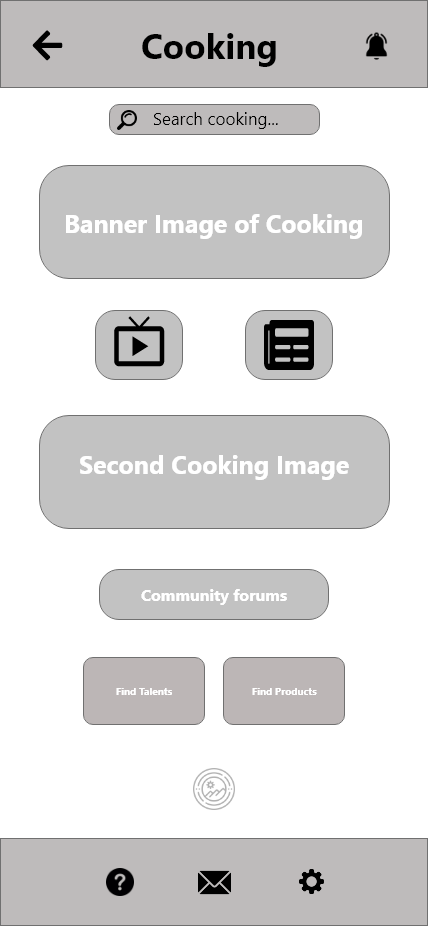 Cooking
Search cooking...
Banner Image of Cooking
Second Cooking Image
Community forums
Find Talents
Find Products
?